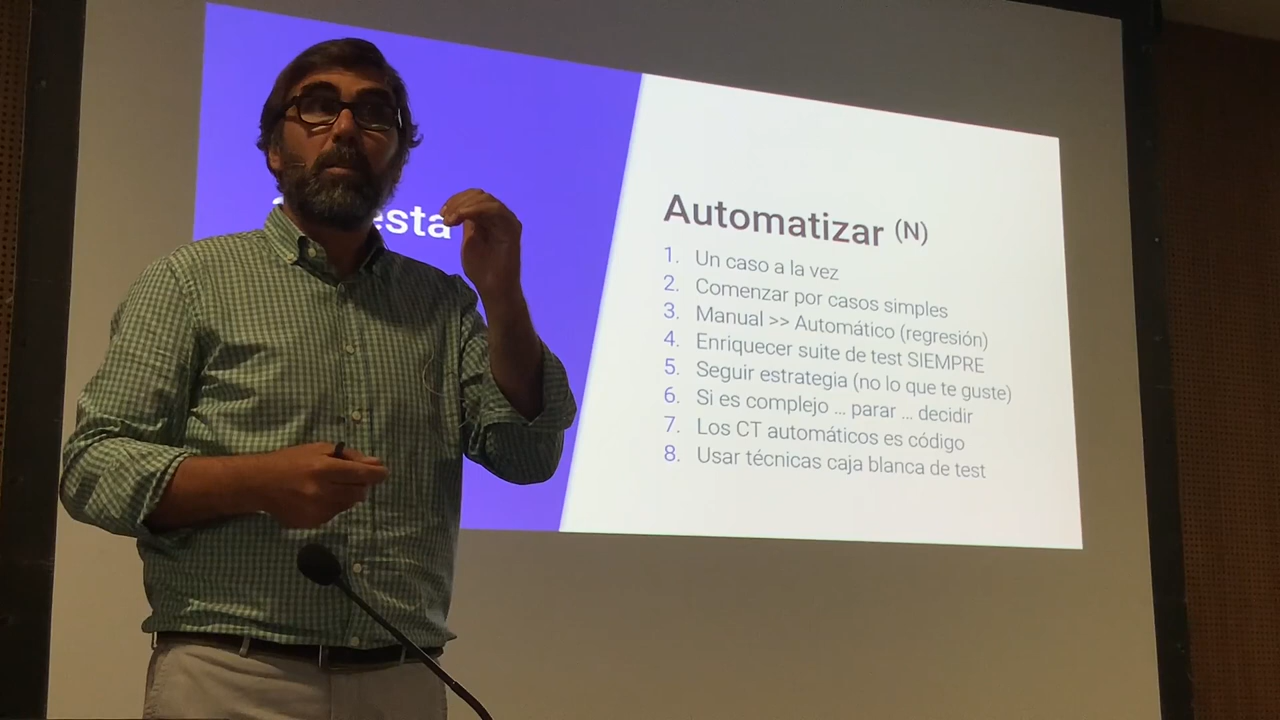 Automatizar (N)
1. Un caso a la vez
2. Comenzar por casos simples
3. Manual >> Automático (regresión)
4. Enriquecer suite de test SIEMPRE
5. Seguir estrategia (no lo que te guste)
6. Si es complejo ... parar ... decidir
7. Los CT automáticos es código
8. Usar técnicas caja blanca de test